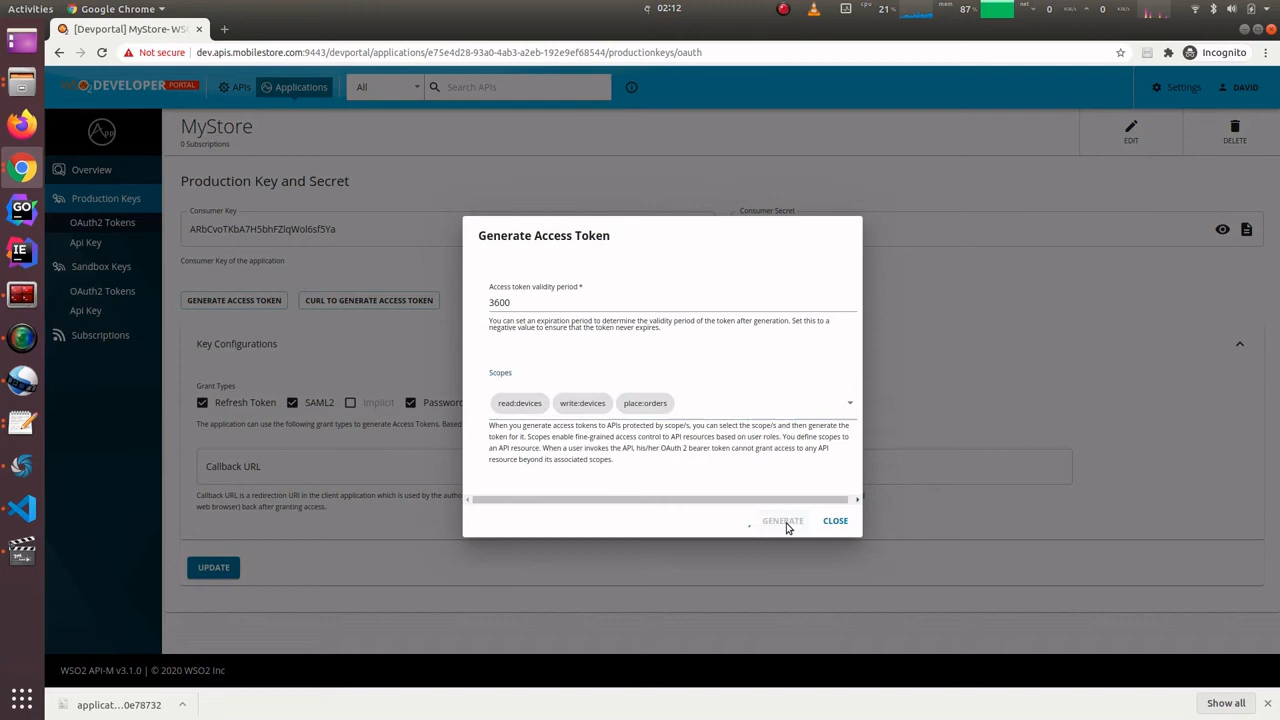 Activities
Google Chrome
02:12
21 %
87 %
0
0
[Devportal] MyStore- WSO
Not secure
dev.apis.mobilestore.com:9443/devportal/applications/e75e4d28-93a0-4ab3-a2eb-192e9ef68544/productionkeys/oauth
Incognito
WSO2 DEVELOPER PORTAL
APIs
Applications
All
Search APIs
Settings
DAVID
MyStore
0 Subscriptions
EDIT
DELETE
App
Overview
Production Keys
OAuth2 Tokens
Api Key
Sandbox Keys
OAuth2 Tokens
Api Key
Subscriptions
Production Key and Secret
Consumer Key
ARbCvoTKbA7H5bhFZlqWol6sf5Ya
Consumer Key of the application
Consumer Secret
GENERATE ACCESS TOKEN
CURL TO GENERATE ACCESS TOKEN
Key Configurations
Grant Types
Refresh Token
SAML2
Implicit
Password
The application can use the following grant types to generate Access Tokens. Based
Callback URL
Callback URL is a redirection URI in the client application which is used by the autho
web browser) back after granting access.
UPDATE
Generate Access Token
Access token validity period *
3600
You can set an expiration period to determine the validity period of the token after generation. Set this to a
negative value to ensure that the token never expires.
Scopes
read:devices
write:devices
place:orders
When you generate access tokens to APIs protected by scope/s, you can select the scope/s and then generate the
token for it. Scopes enable fine-grained access control to API resources based on user roles. You define scopes to
an API resource. When a user invokes the API, his/her OAuth 2 bearer token cannot grant access to any API
resource beyond its associated scopes.
GENERATE
CLOSE
WSO2 API-M v3.1.0 | © 2020 WSO2 Inc
applicat....0e78732
Show all